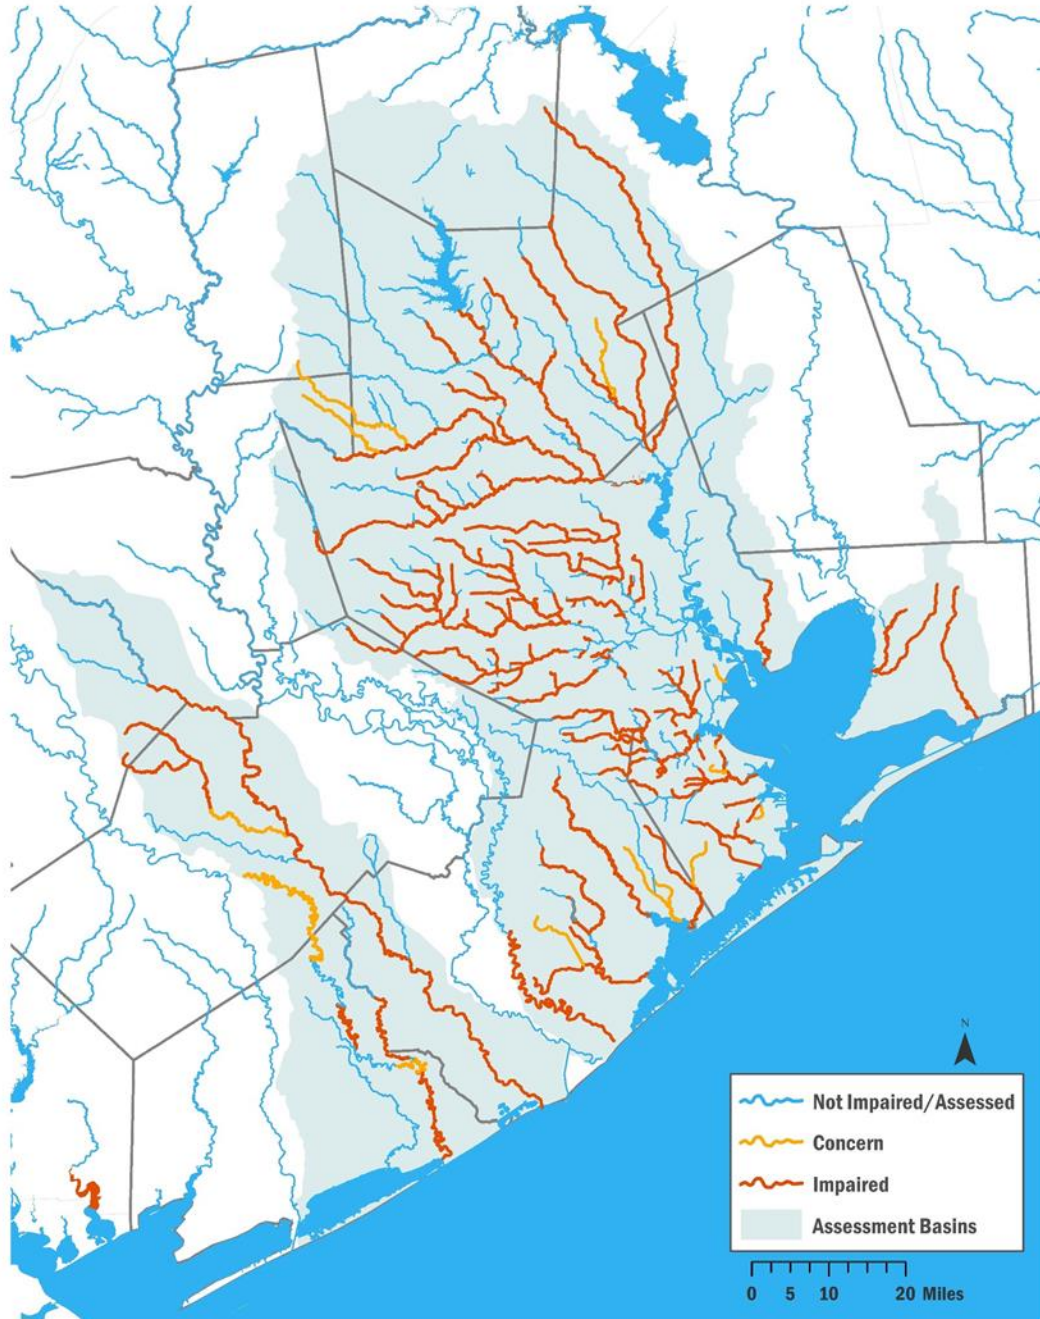 N
Not Impaired/Assessed
Concern
Impaired
Assessment Basins
0 5 10 20 Miles